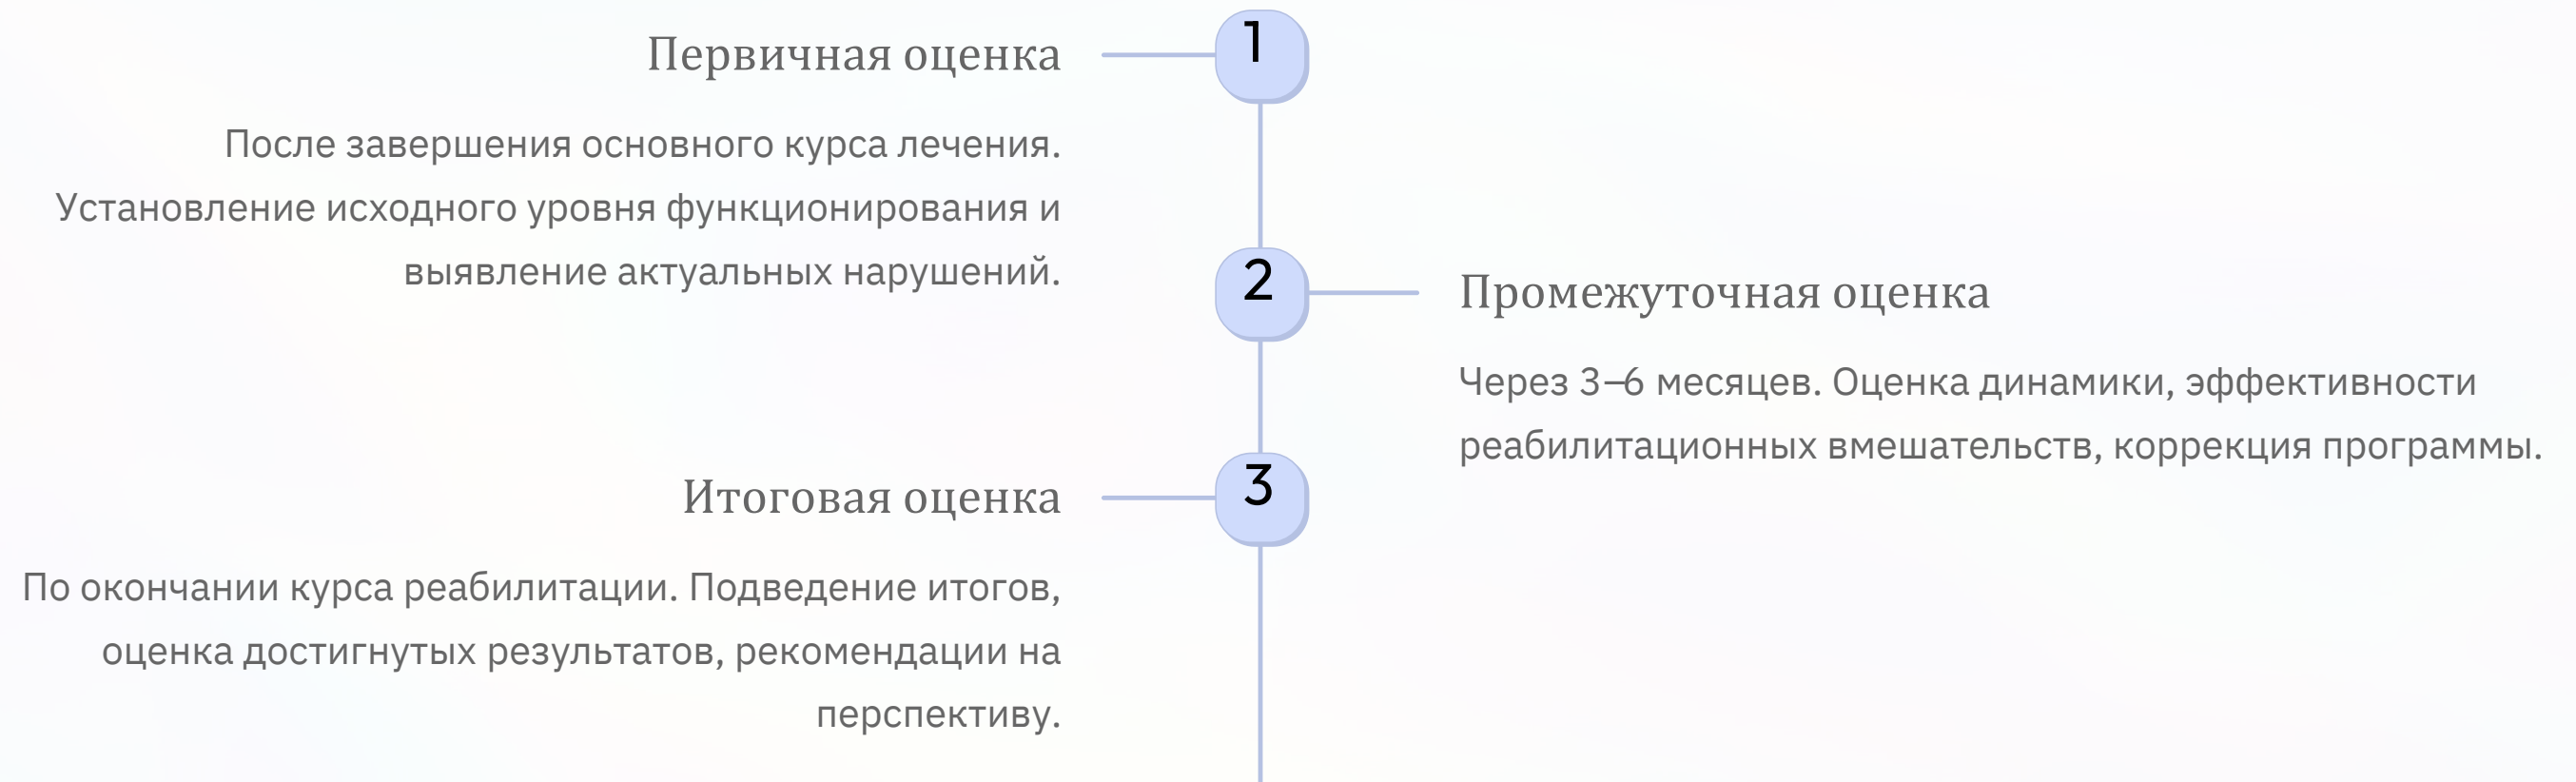 1
Первичная оценка
После завершения основного курса лечения.
Установление исходного уровня функционирования и
выявление актуальных нарушений.
2
Промежуточная оценка
Через 3–6 месяцев. Оценка динамики, эффективности
реабилитационных вмешательств, коррекция программы.
3
Итоговая оценка
По окончании курса реабилитации. Подведение итогов,
оценка достигнутых результатов, рекомендации на
перспективу.